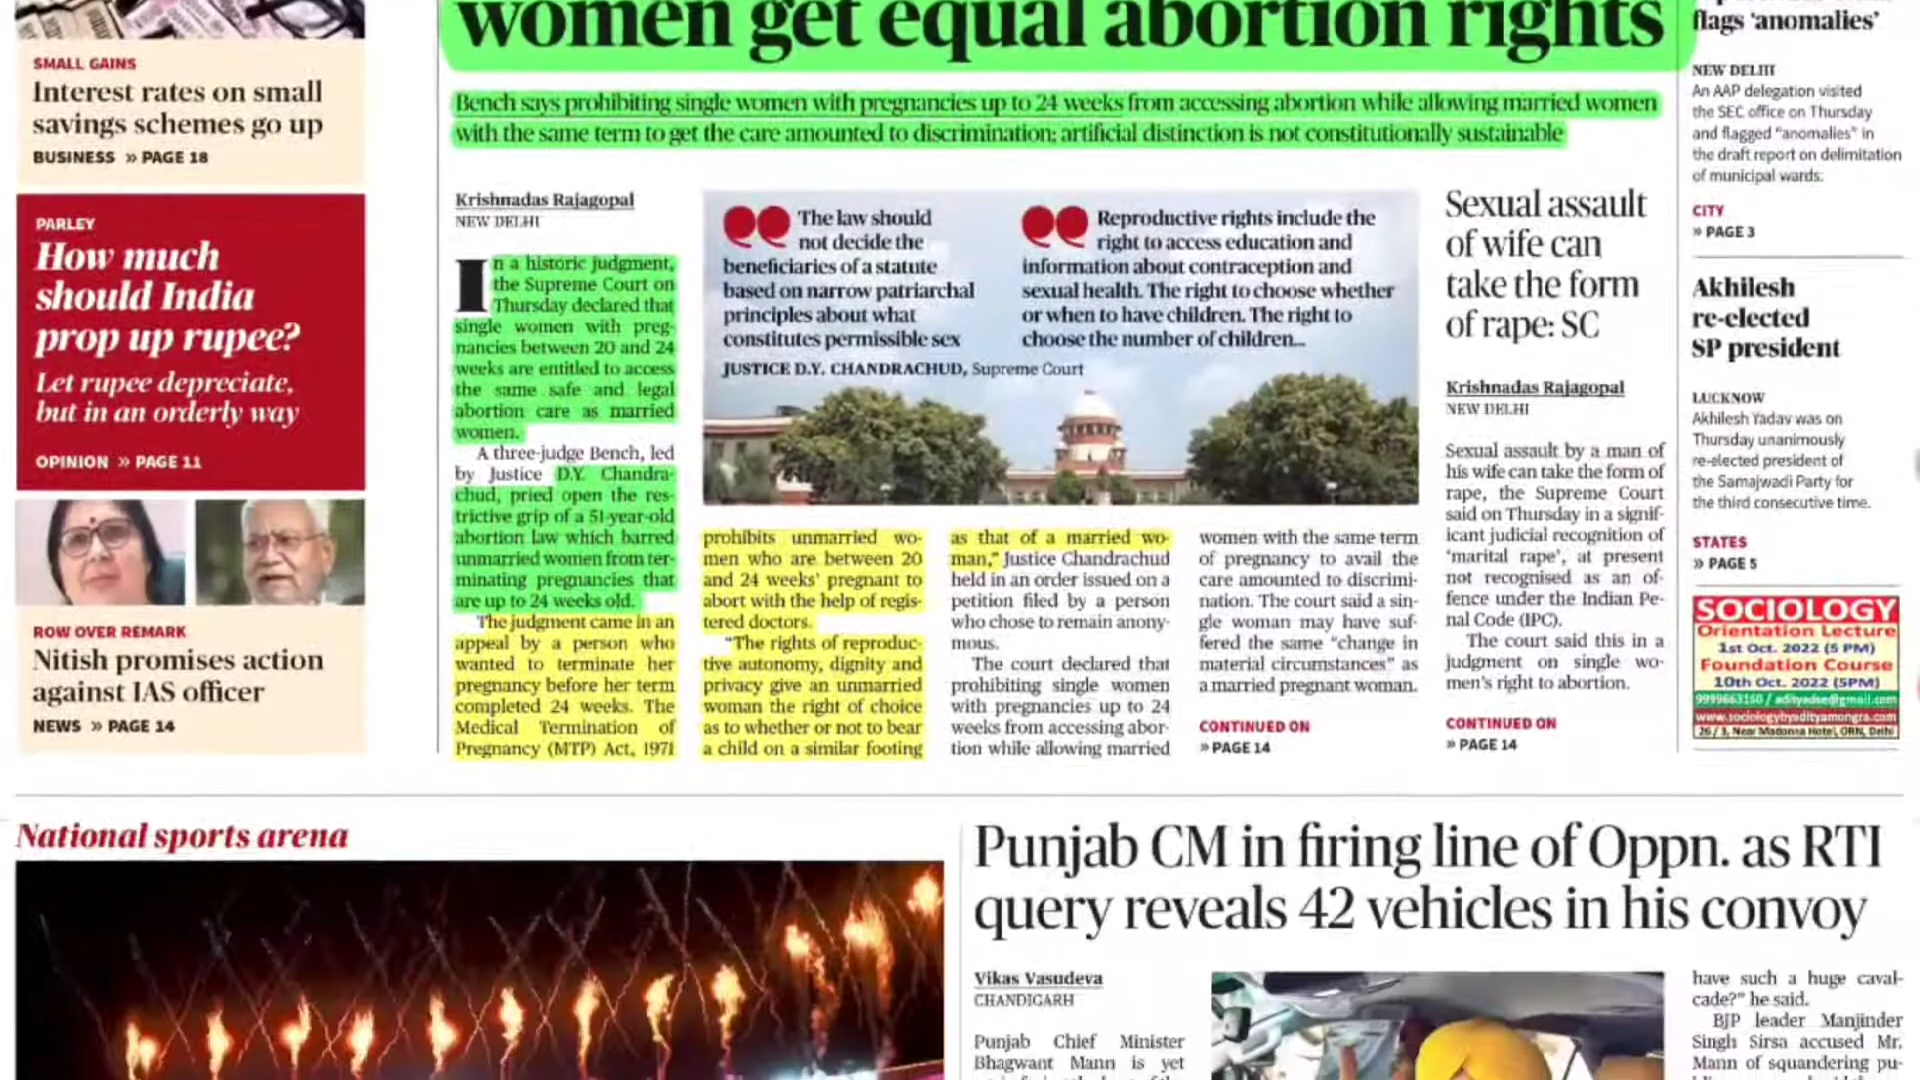 SMALL GAINS
Interest rates on small
savings schemes go up
BUSINESS » PAGE 18
PARLEY
How much
should India
prop up rupee?
Let rupee depreciate,
but in an orderly way
OPINION » PAGE 11
ROW OVER REMARK
Nitish promises action
against IAS officer
NEWS » PAGE 14
women get equal abortion rights
Bench says prohibiting single women with pregnancies up to 24 weeks from accessing abortion while allowing married women
with the same term to get the care amounted to discrimination; artificial distinction is not constitutionally sustainable
Krishnadas Rajagopal
NEW DELHI
In a historic judgment,
the Supreme Court on
Thursday declared that
single women with preg-
nancies between 20 and 24
weeks are entitled to access
the same safe and legal
abortion care as married
women.
A three-judge Bench, led
by Justice D.Y. Chandra-
chud, pried open the res-
trictive grip of a 51-year-old
abortion law which barred
unmarried women from ter-
minating pregnancies that
are up to 24 weeks old.
The judgment came in an
appeal by a person who
wanted to terminate her
pregnancy before her term
completed 24 weeks. The
Medical Termination of
Pregnancy (MTP) Act, 1971
The law should
not decide the
beneficiaries of a statute
based on narrow patriarchal
principles about what
constitutes permissible sex
Reproductive rights include the
right to access education and
information about contraception and
sexual health. The right to choose whether
or when to have children. The right to
choose the number of children...
JUSTICE D.Y. CHANDRACHUD, Supreme Court
prohibits unmarried wo-
men who are between 20
and 24 weeks' pregnant to
abort with the help of regis-
tered doctors.
"The rights of reproduc-
tive autonomy, dignity and
privacy give an unmarried
woman the right of choice
as to whether or not to bear
a child on a similar footing
as that of a married wo-
man," Justice Chandrachud
held in an order issued on a
petition filed by a person
who chose to remain anony-
mous.
The court declared that
prohibiting single women
with pregnancies up to 24
weeks from accessing abor-
tion while allowing married
women with the same term
of pregnancy to avail the
care amounted to discrimi-
nation. The court said a sin-
gle woman may have suf-
fered the same "change in
material circumstances" as
a married pregnant woman.
CONTINUED ON
» PAGE 14
Sexual assault
of wife can
take the form
of rape: SC
Krishnadas Rajagopal
NEW DELHI
Sexual assault by a man of
his wife can take the form of
rape, the Supreme Court
said on Thursday in a signif-
icant judicial recognition of
'marital rape', at present
not recognised as an of-
fence under the Indian Pe-
nal Code (IPC).
The court said this in a
judgment on single wo-
men's right to abortion.
CONTINUED ON
» PAGE 14
flags 'anomalies'
NEW DELHI
An AAP delegation visited
the SEC office on Thursday
and flagged "anomalies" in
the draft report on delimitation
of municipal wards.
CITY
» PAGE 3
Akhilesh
re-elected
SP president
LUCKNOW
Akhilesh Yadav was on
Thursday unanimously
re-elected president of
the Samajwadi Party for
the third consecutive time.
STATES
» PAGE 5
SOCIOLOGY
Orientation Lecture
1st Oct. 2022 (5 PM)
Foundation Course
10th Oct. 2022 (5PM)
9999663150 / adityadse@gmail.com
www.sociologybyadityamongra.com
26 / 3, Near Madonna Hotel, ORN, Delhi
National sports arena
Punjab CM in firing line of Oppn. as RTI
query reveals 42 vehicles in his convoy
Vikas Vasudeva
CHANDIGARH
Punjab Chief Minister
Bhagwant Mann is yet
have such a huge caval-
cade?" he said.
BJP leader Manjinder
Singh Sirsa accused Mr.
Mann of squandering pu-